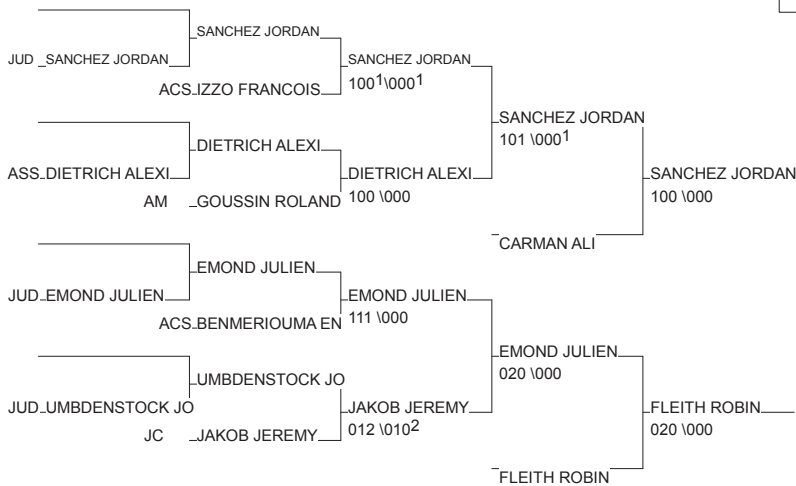 SANCHEZ JORDAN
JUD SANCHEZ JORDAN
SANCHEZ JORDAN
100¹\000¹
ACS IZZO FRANCOIS
SANCHEZ JORDAN
101 \000¹
DIETRICH ALEXI
ASS DIETRICH ALEXI
DIETRICH ALEXI
100 \000
SANCHEZ JORDAN
100 \000
AM GOUSSIN ROLAND
CARMAN ALI
EMOND JULIEN
JUD EMOND JULIEN
EMOND JULIEN
111 \000
ACS BENMERIOUMA EN
EMOND JULIEN
020 \000
UMBDENSTOCK JO
JUD UMBDENSTOCK JO
JAKOB JEREMY
012 \010²
FLEITH ROBIN
020 \000
JC JAKOB JEREMY
FLEITH ROBIN